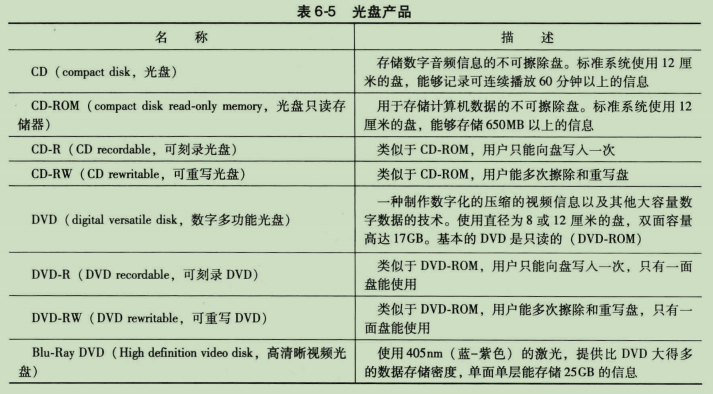 表 6-5 光盘产品
名 称
描 述
CD（compact disk，光盘）
存储数字音频信息的不可擦除盘。标准系统使用 12 厘
米的盘，能够记录可连续播放 60 分钟以上的信息
CD-ROM（compact disk read-only memory，光盘只读存
储器）
用于存储计算机数据的不可擦除盘。标准系统使用 12
厘米的盘，能够存储 650MB 以上的信息
CD-R（CD recordable，可刻录光盘）
类似于 CD-ROM，用户只能向盘写入一次
CD-RW（CD rewritable，可重写光盘）
类似于 CD-ROM，用户能多次擦除和重写盘
DVD（digital versatile disk，数字多功能光盘）
一种制作数字化的压缩的视频信息以及其他大容量数
字数据的技术。使用直径为 8 或 12 厘米的盘，双面容量
高达 17GB。基本的 DVD 是只读的（DVD-ROM）
DVD-R（DVD recordable，可刻录 DVD）
类似于 DVD-ROM，用户只能向盘写入一次，只有一面
盘能使用
DVD-RW（DVD rewritable，可重写 DVD）
类似于 DVD-ROM，用户能多次擦除和重写盘，只有一
面盘能使用
Blu-Ray DVD（High definition video disk，高清晰视频光
盘）
使用 405nm（蓝–紫色）的激光，提供比 DVD 大得多
的数据存储密度，单面单层能存储 25GB 的信息